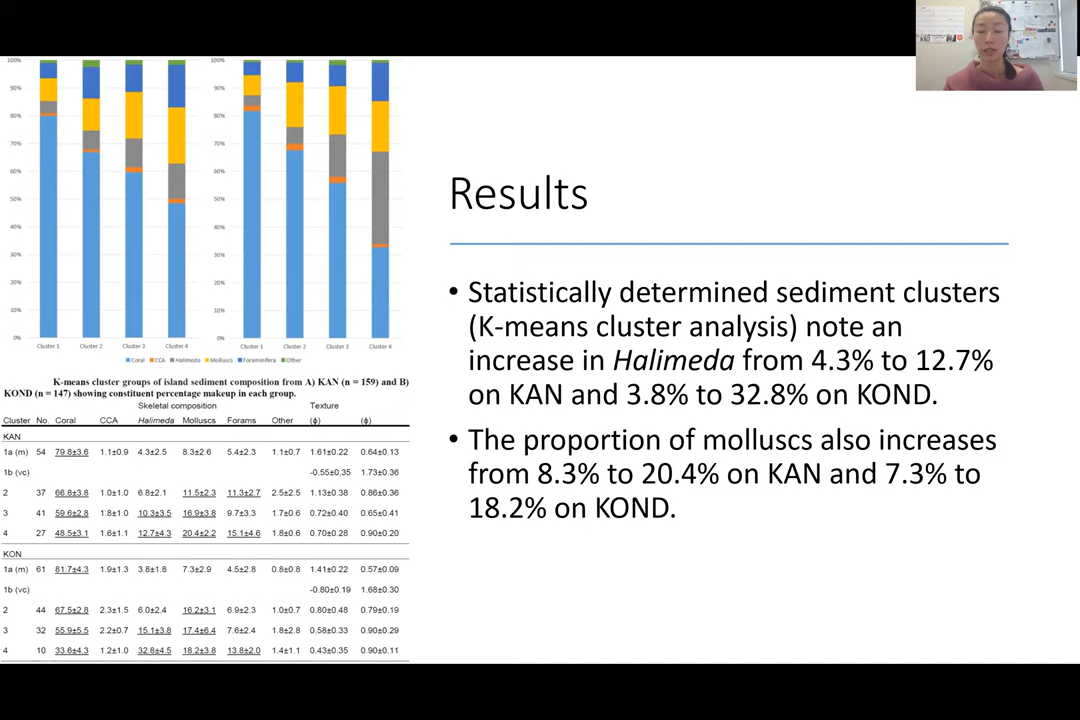 100% 100%
90% 90%
80% 80%
70% 70%
60% 60%
50% 50%
40% 40%
30% 30%
20% 20%
10% 10%
0% 0%
Cluster 1 Cluster 2 Cluster 3 Cluster 4 Cluster 1 Cluster 2 Cluster 3 Cluster 4
Coral CCA Halimeda Molluscs Foraminifera Other
K-means cluster groups of island sediment composition from A) KAN (n = 159) and B)
KOND (n = 147) showing constituent percentage makeup in each group.
Skeletal composition Texture
Cluster No. Coral CCA Halimeda Molluscs Forams Other (ϕ) (ϕ)
KAN
1a (m) 54 79.8±3.6 1.1±0.9 4.3±2.5 8.3±2.6 5.4±2.3 1.1±0.7 1.61±0.22 0.64±0.13
1b (vc) -0.55±0.35 1.73±0.36
2 37 66.8±3.8 1.0±1.0 6.8±2.1 11.5±2.3 11.3±2.7 2.5±2.5 1.13±0.38 0.86±0.36
3 41 59.6±2.8 1.8±1.0 10.3±3.5 16.9±3.8 9.7±3.3 1.7±0.6 0.72±0.40 0.65±0.41
4 27 48.5±3.1 1.6±1.1 12.7±4.3 20.4±2.2 15.1±4.6 1.8±0.6 0.70±0.28 0.90±0.20
KON
1a (m) 61 81.7±4.3 1.9±1.3 3.8±1.8 7.3±2.9 4.5±2.8 0.8±0.8 1.41±0.22 0.57±0.09
1b (vc) -0.80±0.19 1.68±0.30
2 44 67.5±2.8 2.3±1.5 6.0±2.4 16.2±3.1 6.9±2.3 1.0±0.7 0.80±0.48 0.79±0.19
3 32 55.9±5.5 2.2±0.7 15.1±3.8 17.4±6.4 7.6±2.4 1.8±2.8 0.58±0.33 0.90±0.29
4 10 33.6±4.3 1.2±1.0 32.8±4.5 18.2±3.8 13.8±2.0 1.4±1.1 0.43±0.35 0.90±0.11
Results
• Statistically determined sediment clusters
(K-means cluster analysis) note an
increase in Halimeda from 4.3% to 12.7%
on KAN and 3.8% to 32.8% on KOND.
• The proportion of molluscs also increases
from 8.3% to 20.4% on KAN and 7.3% to
18.2% on KOND.